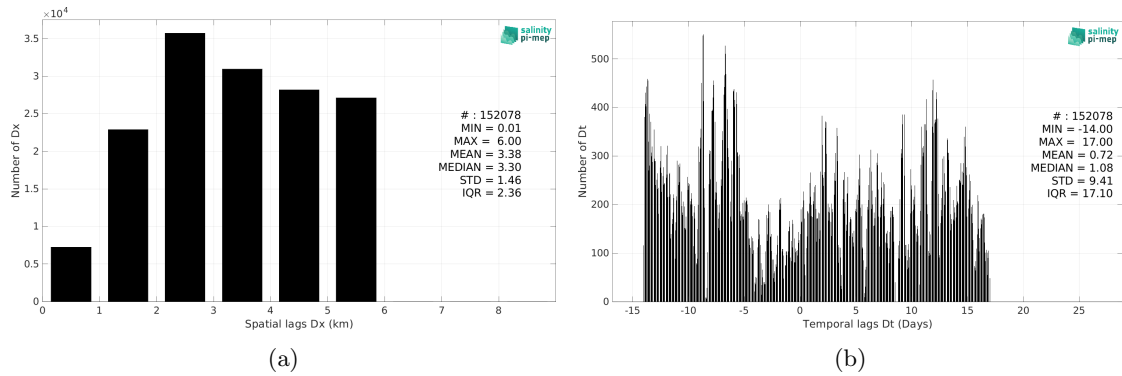 ×10^4
3.5
3
2.5
2
1.5
1
0.5
0
0 1 2 3 4 5 6 7 8
Number of Dx
Spatial lags Dx (km)
salinity
pi-mep
# : 152078
MIN = 0.01
MAX = 6.00
MEAN = 3.38
MEDIAN = 3.30
STD = 1.46
IQR = 2.36
(a)
500
400
300
200
100
0
-15 -10 -5 0 5 10 15 20 25
Number of Dt
Temporal lags Dt (Days)
salinity
pi-mep
# : 152078
MIN = -14.00
MAX = 17.00
MEAN = 0.72
MEDIAN = 1.08
STD = 9.41
IQR = 17.10
(b)